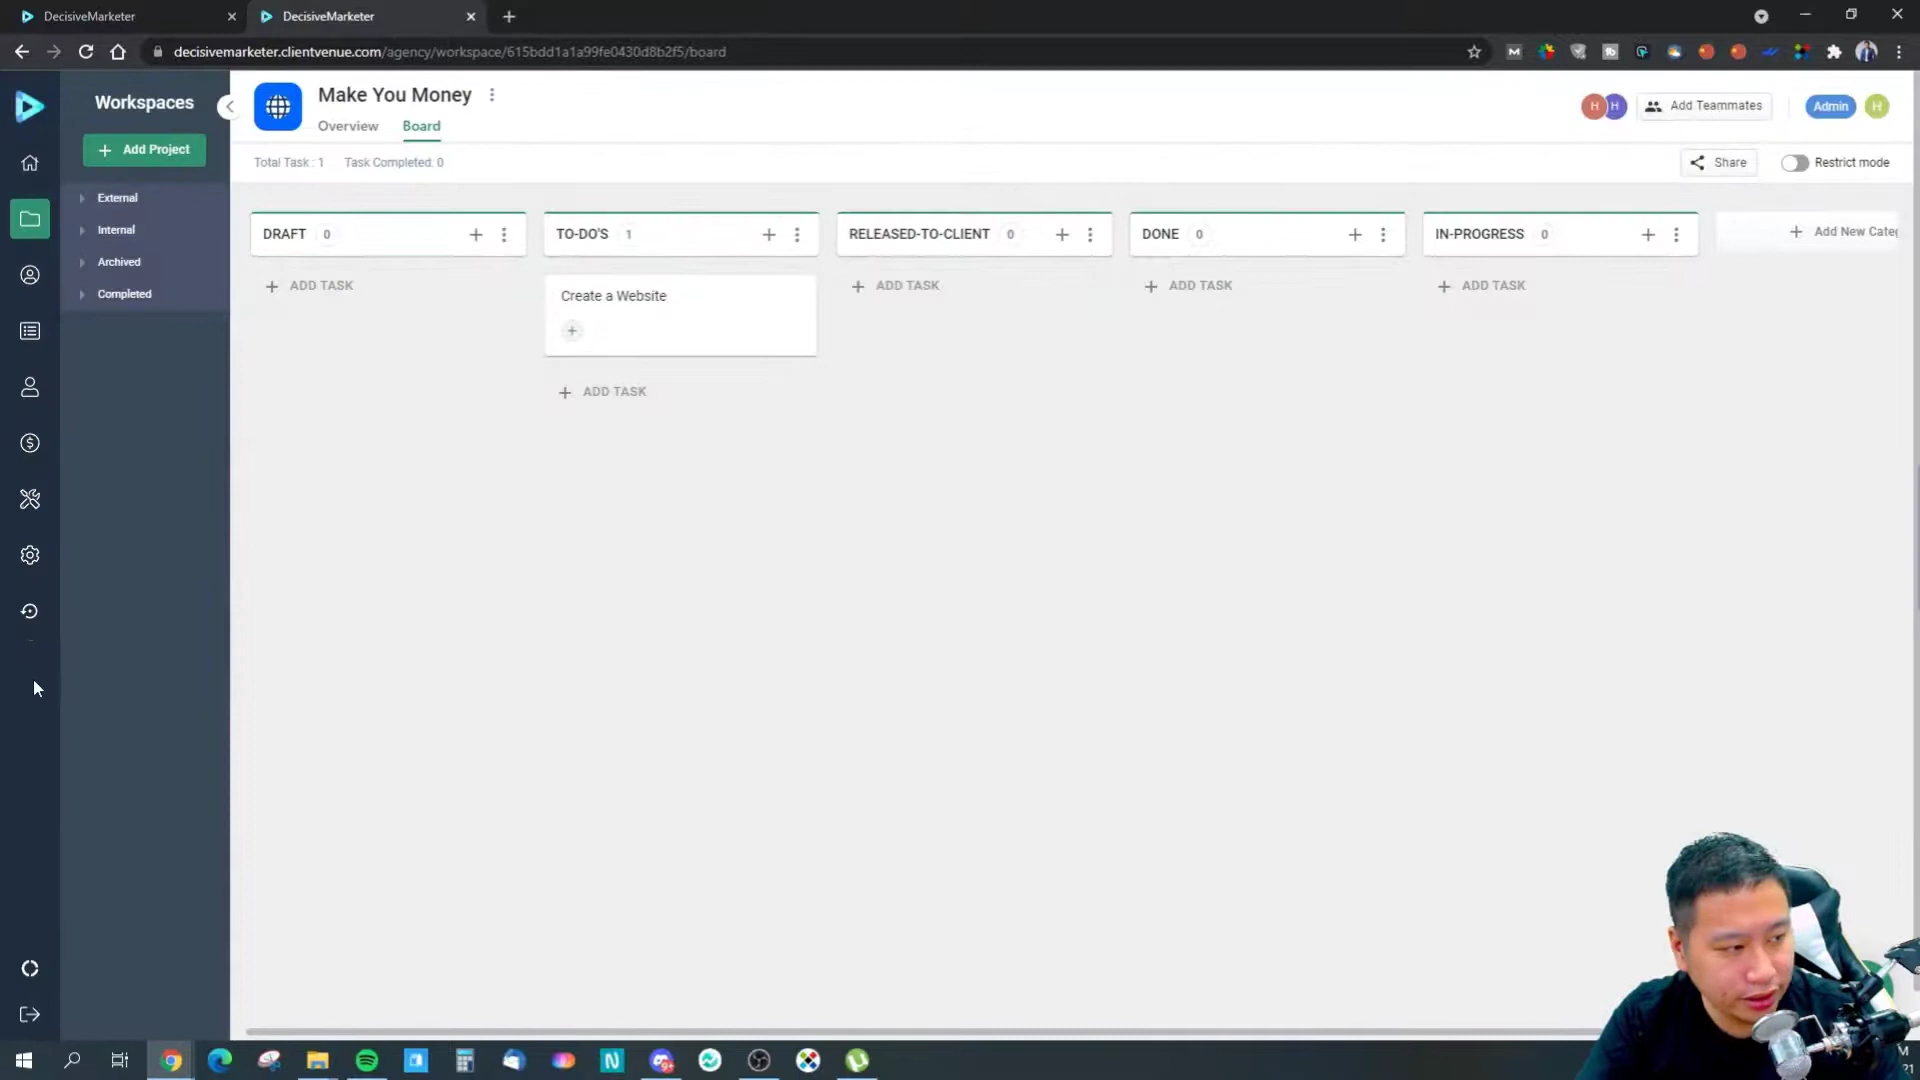 DecisiveMarketer
DecisiveMarketer
decisivemarketer.clientvenue.com/agency/workspace/615bdd1a1a99fe0430d8b2f5/board
Workspaces
Add Project
External
Internal
Archived
Completed
Make You Money
Overview
Board
H
H
Add Teammates
Admin
H
Total Task : 1
Task Completed: 0
Share
Restrict mode
DRAFT 0
TO-DO'S 1
RELEASED-TO-CLIENT 0
DONE 0
IN-PROGRESS 0
Add New Categ
ADD TASK
Create a Website
ADD TASK
ADD TASK
ADD TASK
ADD TASK